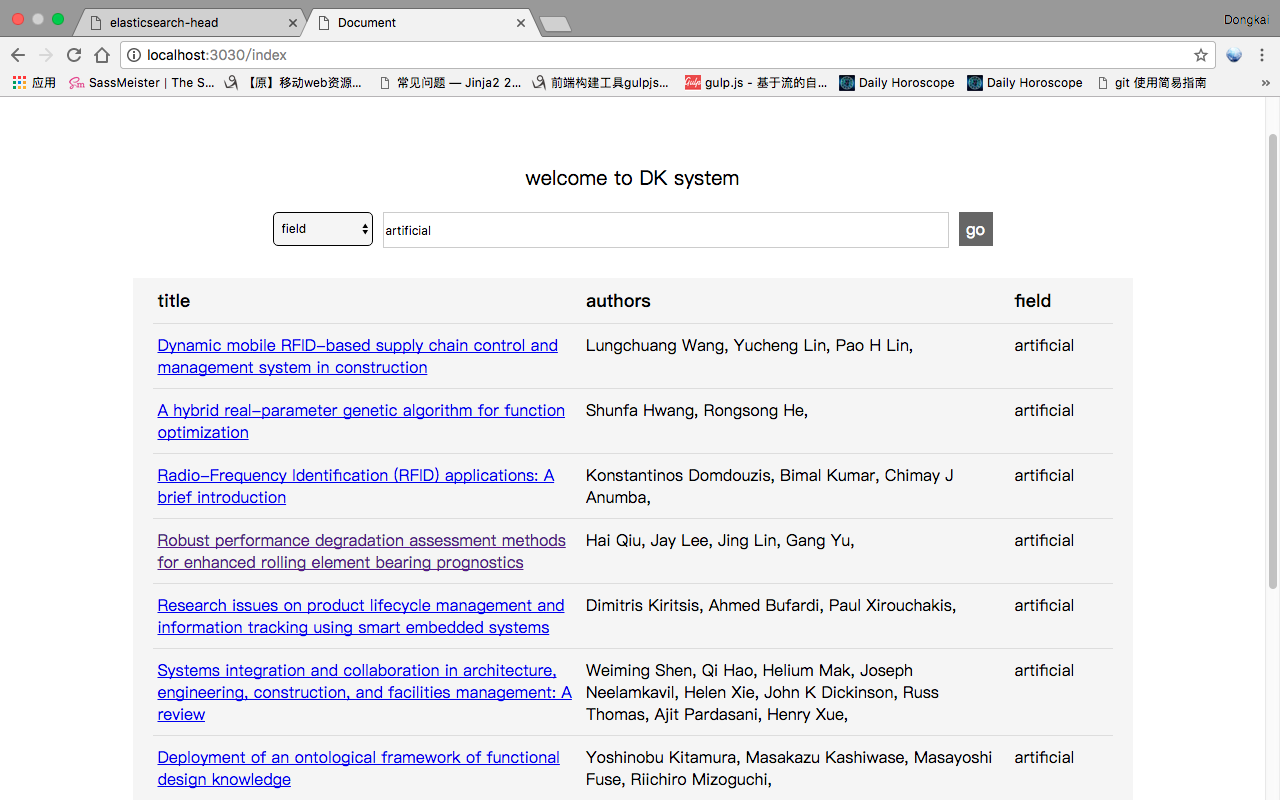 elasticsearch-head
Document
Dongkai
localhost:3030/index
应用
SassMeister | The S...
【原】移动web资源...
常见问题 — Jinja2 2...
前端构建工具gulpjs...
gulp.js - 基于流的自...
Daily Horoscope
Daily Horoscope
git 使用简易指南
»
welcome to DK system
field
artificial
go
title authors field
Dynamic mobile RFID-based supply chain control and
management system in construction
Lungchuang Wang, Yucheng Lin, Pao H Lin,
artificial
A hybrid real-parameter genetic algorithm for function
optimization
Shunfa Hwang, Rongsong He,
artificial
Radio-Frequency Identification (RFID) applications: A
brief introduction
Konstantinos Domdouzis, Bimal Kumar, Chimay J
Anumba,
artificial
Robust performance degradation assessment methods
for enhanced rolling element bearing prognostics
Hai Qiu, Jay Lee, Jing Lin, Gang Yu,
artificial
Research issues on product lifecycle management and
information tracking using smart embedded systems
Dimitris Kiritsis, Ahmed Bufardi, Paul Xirouchakis,
artificial
Systems integration and collaboration in architecture,
engineering, construction, and facilities management: A
review
Weiming Shen, Qi Hao, Helium Mak, Joseph
Neelamkavil, Helen Xie, John K Dickinson, Russ
Thomas, Ajit Pardasani, Henry Xue,
artificial
Deployment of an ontological framework of functional
design knowledge
Yoshinobu Kitamura, Masakazu Kashiwase, Masayoshi
Fuse, Riichiro Mizoguchi,
artificial